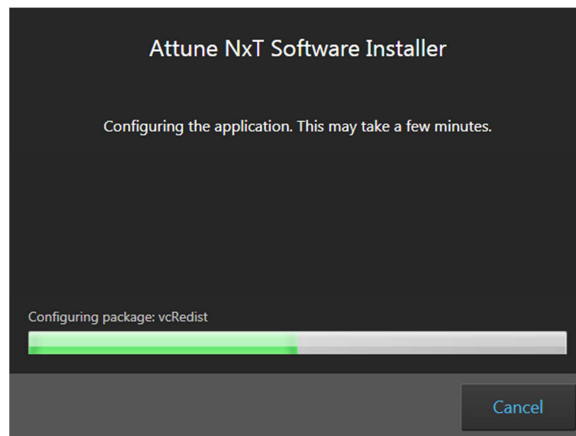 Attune NxT Software Installer
Configuring the application. This may take a few minutes.
Configuring package: vcRedist
Cancel